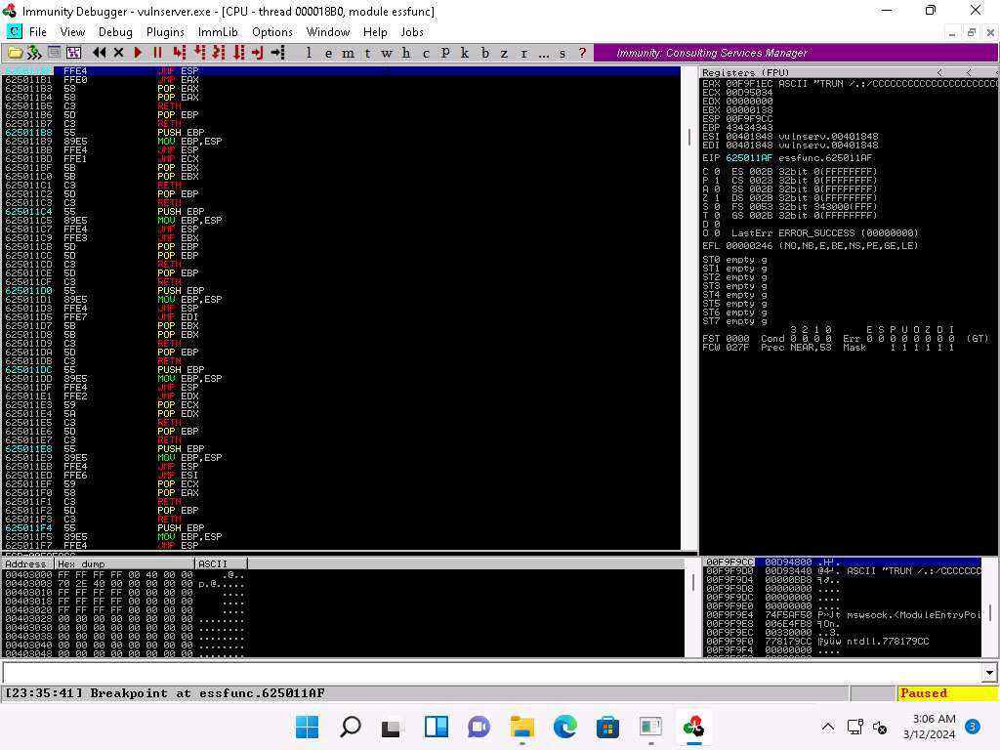 Immunity Debugger - vulnserver.exe - [CPU - thread 000018B0, module essfunc]
C File View Debug Plugins ImmLib Options Window Help Jobs
l e m t w h c P k b z r ... s ? Immunity: Consulting Services Manager
FFE4 JMP ESP
625011B1 FFE0 JMP EAX
625011B3 58 POP EAX
625011B4 58 POP EAX
625011B5 C3 RETN
625011B6 5D POP EBP
625011B7 C3 RETN
625011B8 55 PUSH EBP
625011B9 89E5 MOV EBP,ESP
625011BB FFE4 JMP ESP
625011BD FFE1 JMP ECX
625011BF 5B POP EBX
625011C0 5B POP EBX
625011C1 C3 RETN
625011C2 5D POP EBP
625011C3 C3 RETN
625011C4 55 PUSH EBP
625011C5 89E5 MOV EBP,ESP
625011C7 FFE4 JMP ESP
625011C9 FFE3 JMP EBX
625011CB 5D POP EBP
625011CC 5D POP EBP
625011CD C3 RETN
625011CE 5D POP EBP
625011CF C3 RETN
625011D0 55 PUSH EBP
625011D1 89E5 MOV EBP,ESP
625011D3 FFE4 JMP ESP
625011D5 FFE7 JMP EDI
625011D7 5B POP EBX
625011D8 5B POP EBX
625011D9 C3 RETN
625011DA 5D POP EBP
625011DB C3 RETN
625011DC 55 PUSH EBP
625011DD 89E5 MOV EBP,ESP
625011DF FFE4 JMP ESP
625011E1 FFE2 JMP EDX
625011E3 59 POP ECX
625011E4 5A POP EDX
625011E5 C3 RETN
625011E6 5D POP EBP
625011E7 C3 RETN
625011E8 55 PUSH EBP
625011E9 89E5 MOV EBP,ESP
625011EB FFE4 JMP ESP
625011ED FFE6 JMP ESI
625011EF 59 POP ECX
625011F0 58 POP EAX
625011F1 C3 RETN
625011F2 5D POP EBP
625011F3 C3 RETN
625011F4 55 PUSH EBP
625011F5 89E5 MOV EBP,ESP
625011F7 FFE4 JMP ESP
Registers (FPU) < < <
EAX 00F9F1EC ASCII "TRUN /.:/CCCCCCCCCCCCCCCCCCCCC
ECX 00D95034
EDX 00000000
EBX 00000138
ESP 00F9F9CC
EBP 43434343
ESI 00401848 vulnserv.00401848
EDI 00401848 vulnserv.00401848
EIP 625011AF essfunc.625011AF
C 0 ES 002B 32bit 0(FFFFFFFF)
P 1 CS 0023 32bit 0(FFFFFFFF)
A 0 SS 002B 32bit 0(FFFFFFFF)
Z 1 DS 002B 32bit 0(FFFFFFFF)
S 0 FS 0053 32bit 343000(FFF)
T 0 GS 002B 32bit 0(FFFFFFFF)
D 0
O 0 LastErr ERROR_SUCCESS (00000000)
EFL 00000246 (NO,NB,E,BE,NS,PE,GE,LE)
ST0 empty g
ST1 empty g
ST2 empty g
ST3 empty g
ST4 empty g
ST5 empty g
ST6 empty g
ST7 empty g
3 2 1 0 E S P U O Z D I
FST 0000 Cond 0 0 0 0 Err 0 0 0 0 0 0 0 0 (GT)
FCW 027F Prec NEAR,53 Mask 1 1 1 1 1 1
Address Hex dump ASCII
00403000 FF FF FF FF 00 40 00 00 .@..
00403008 70 2E 40 00 00 00 00 00 p.@.....
00403010 FF FF FF FF 00 00 00 00 ....
00403018 FF FF FF FF 00 00 00 00 ....
00403020 FF FF FF FF 00 00 00 00 ....
00403028 00 00 00 00 00 00 00 00 ........
00403030 00 00 00 00 00 00 00 00 ........
00403038 00 00 00 00 00 00 00 00 ........
00403040 00 00 00 00 00 00 00 00 ........
00403048 00 00 00 00 00 00 00 00 ........
00F9F9CC 00D94800
00F9F9D0 00D93440 ASCII "TRUN /.:/CCCCCCC
00F9F9D4 00000BB8
00F9F9D8 00000000 ....
00F9F9DC 00000000 ....
00F9F9E0 00000000 ....
00F9F9E4 74F5AF50 mswsock.<ModuleEntryPoi
00F9F9E8 006E4FB8
00F9F9EC 00330000 ..3.
00F9F9F0 778179CC ntdll.778179CC
00F9F9F4 00000000 ....
[23:35:41] Breakpoint at essfunc.625011AF
Paused
3:06 AM
3/12/2024
3